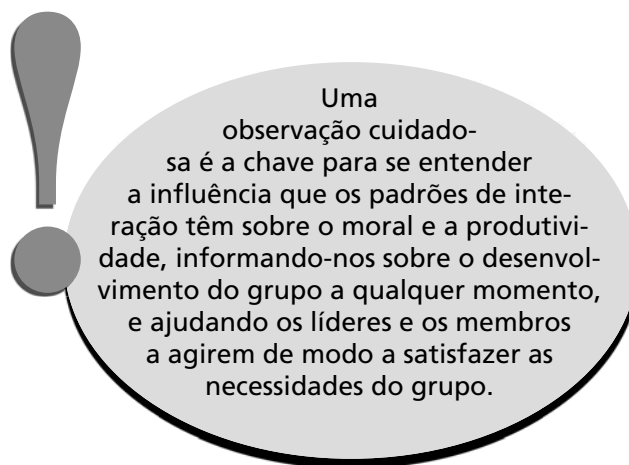 Uma
observação cuidado-
sa é a chave para se entender
a influência que os padrões de inte-
ração têm sobre o moral e a produtivi-
dade, informando-nos sobre o desenvol-
vimento do grupo a qualquer momento,
e ajudando os líderes e os membros
a agirem de modo a satisfazer as
necessidades do grupo.